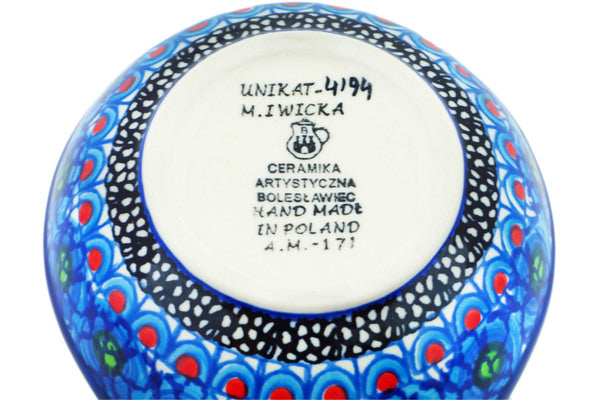 UNIKAT-4194
M.IWICKA
B
CERAMIKA
ARTYSTYCZNA
BOLESŁAWIEC
HAND MADE
IN POLAND
A.M.-171